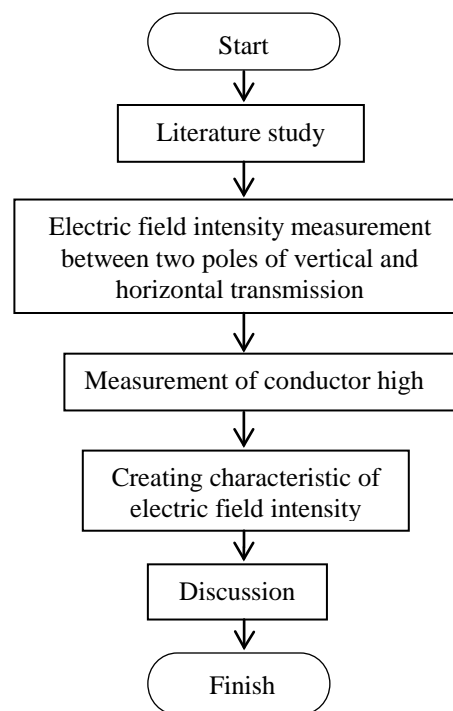 Start
Literature study
Electric field intensity measurement
between two poles of vertical and
horizontal transmission
Measurement of conductor high
Creating characteristic of
electric field intensity
Discussion
Finish